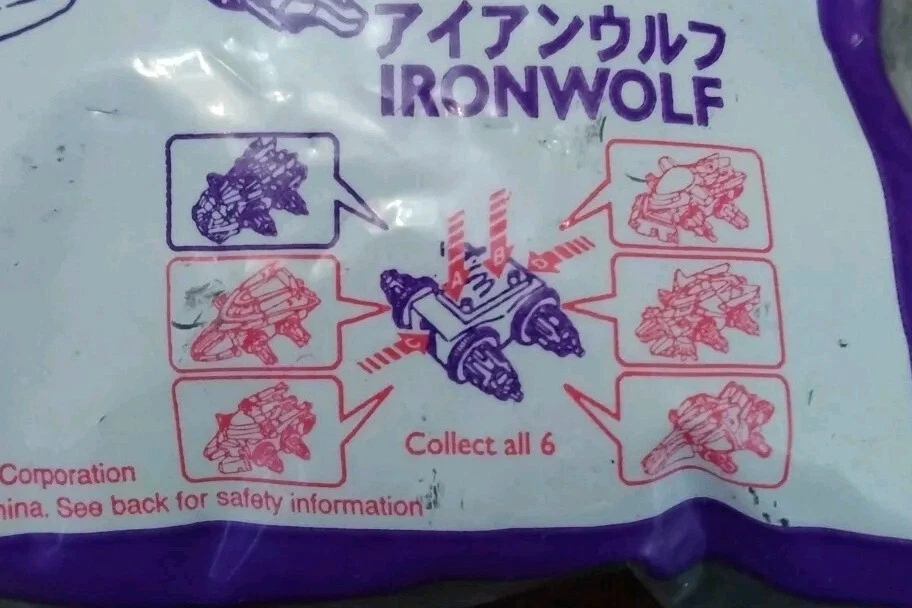 アイアンウルフ
IRONWOLF
A
B
D
C
Collect all 6
Corporation
hina. See back for safety information